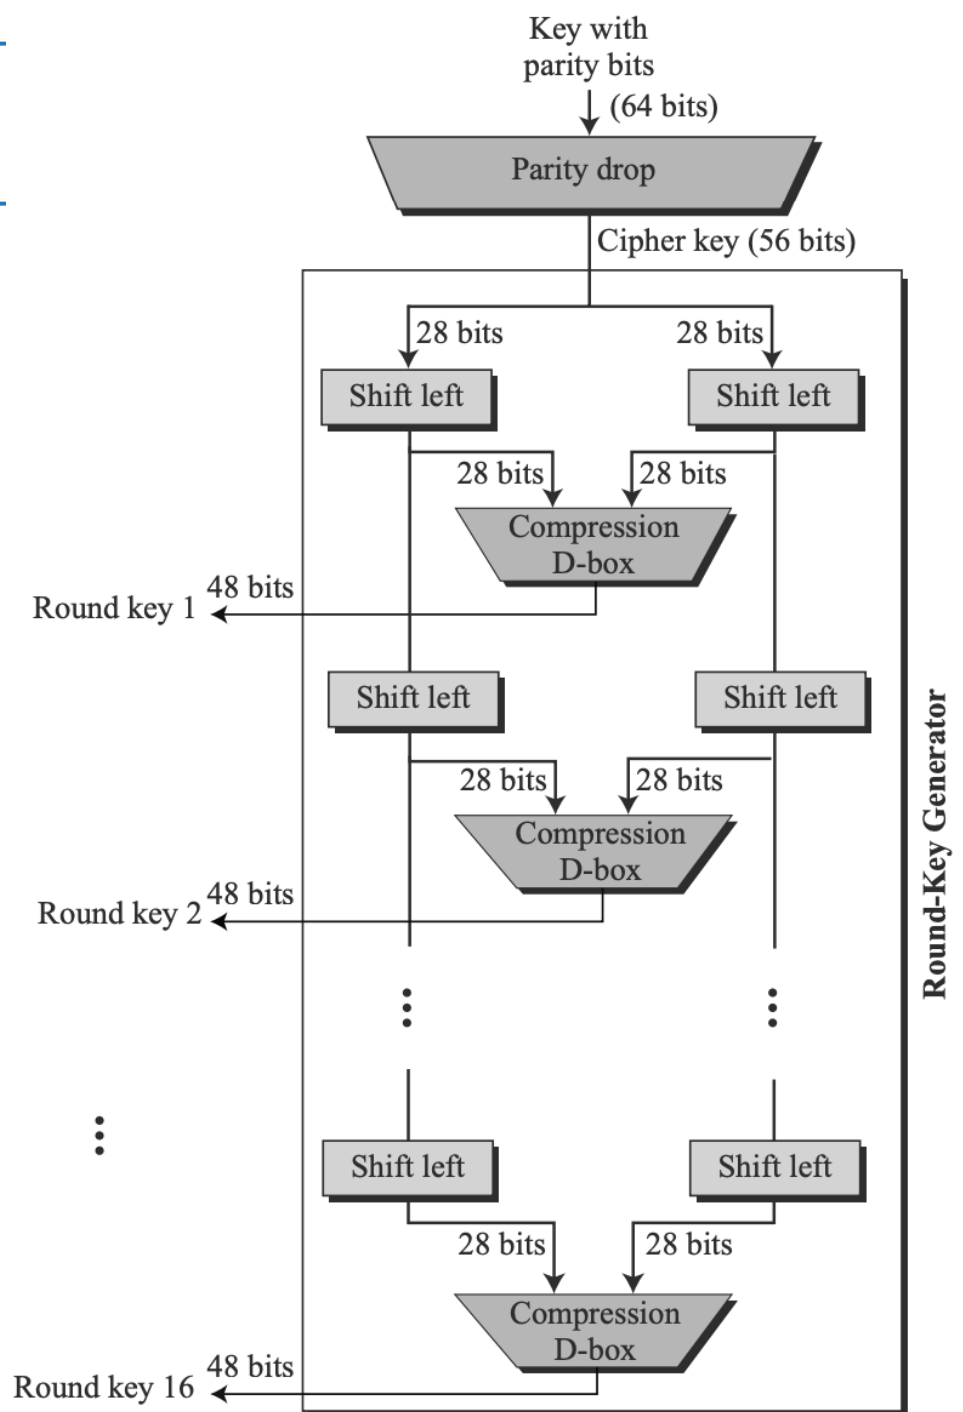 Key with
parity bits
(64 bits)
Parity drop
Cipher key (56 bits)
28 bits
28 bits
Shift left
Shift left
28 bits
28 bits
Compression
D-box
48 bits
Round key 1
Shift left
Shift left
28 bits
28 bits
Compression
D-box
48 bits
Round key 2
Round-Key Generator
Shift left
Shift left
28 bits
28 bits
Compression
D-box
48 bits
Round key 16